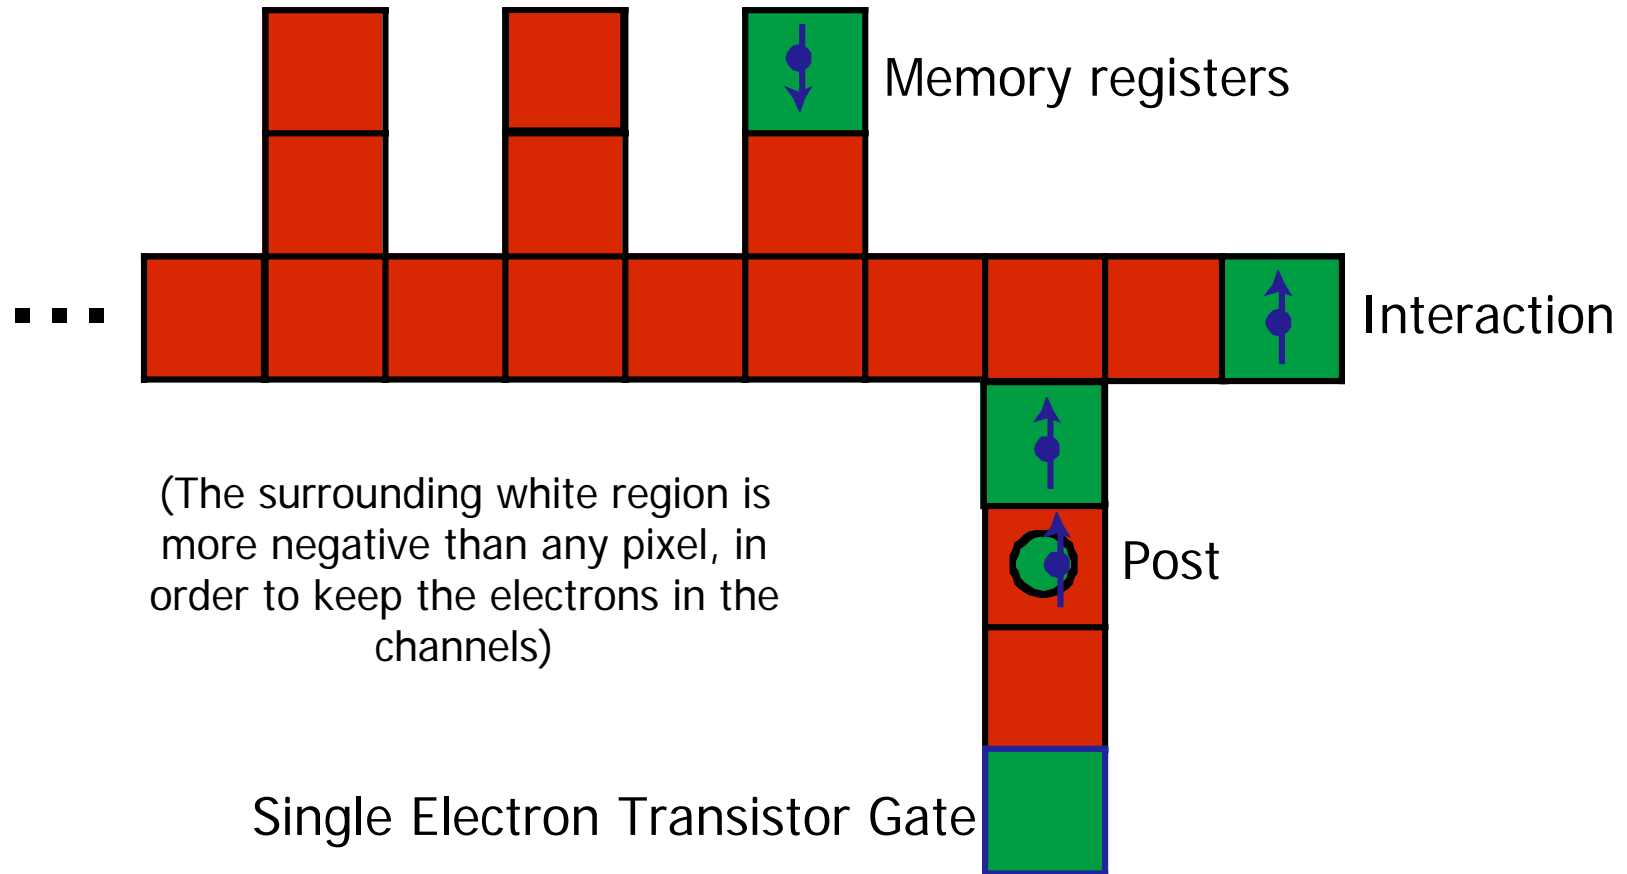 Memory registers
Interaction
(The surrounding white region is
more negative than any pixel, in
order to keep the electrons in the
channels)
Post
Single Electron Transistor Gate